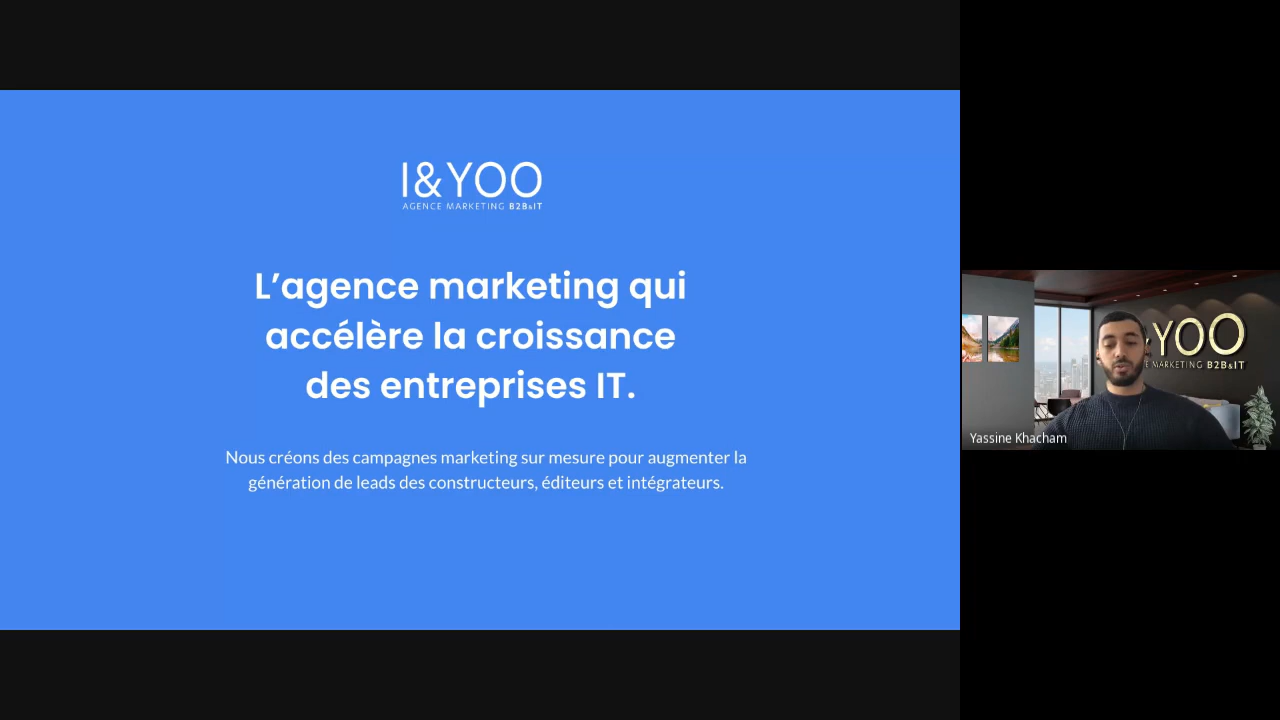 I&YOO
AGENCE MARKETING B2B&IT
L’agence marketing qui
accélère la croissance
des entreprises IT.
Nous créons des campagnes marketing sur mesure pour augmenter la
génération de leads des constructeurs, éditeurs et intégrateurs.
&YOO
MARKETING B2B&IT
Yassine Khacham